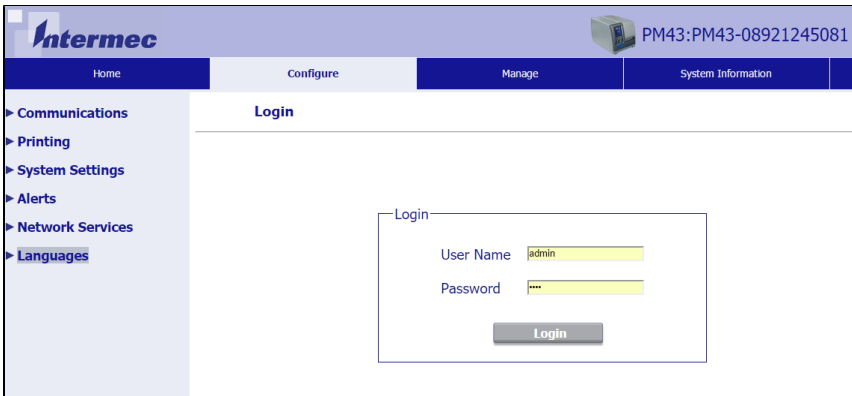 Intermec
PM43:PM43-08921245081
Home
Configure
Manage
System Information
Communications
Printing
System Settings
Alerts
Network Services
Languages
Login
Login
User Name admin
Password ••••
Login